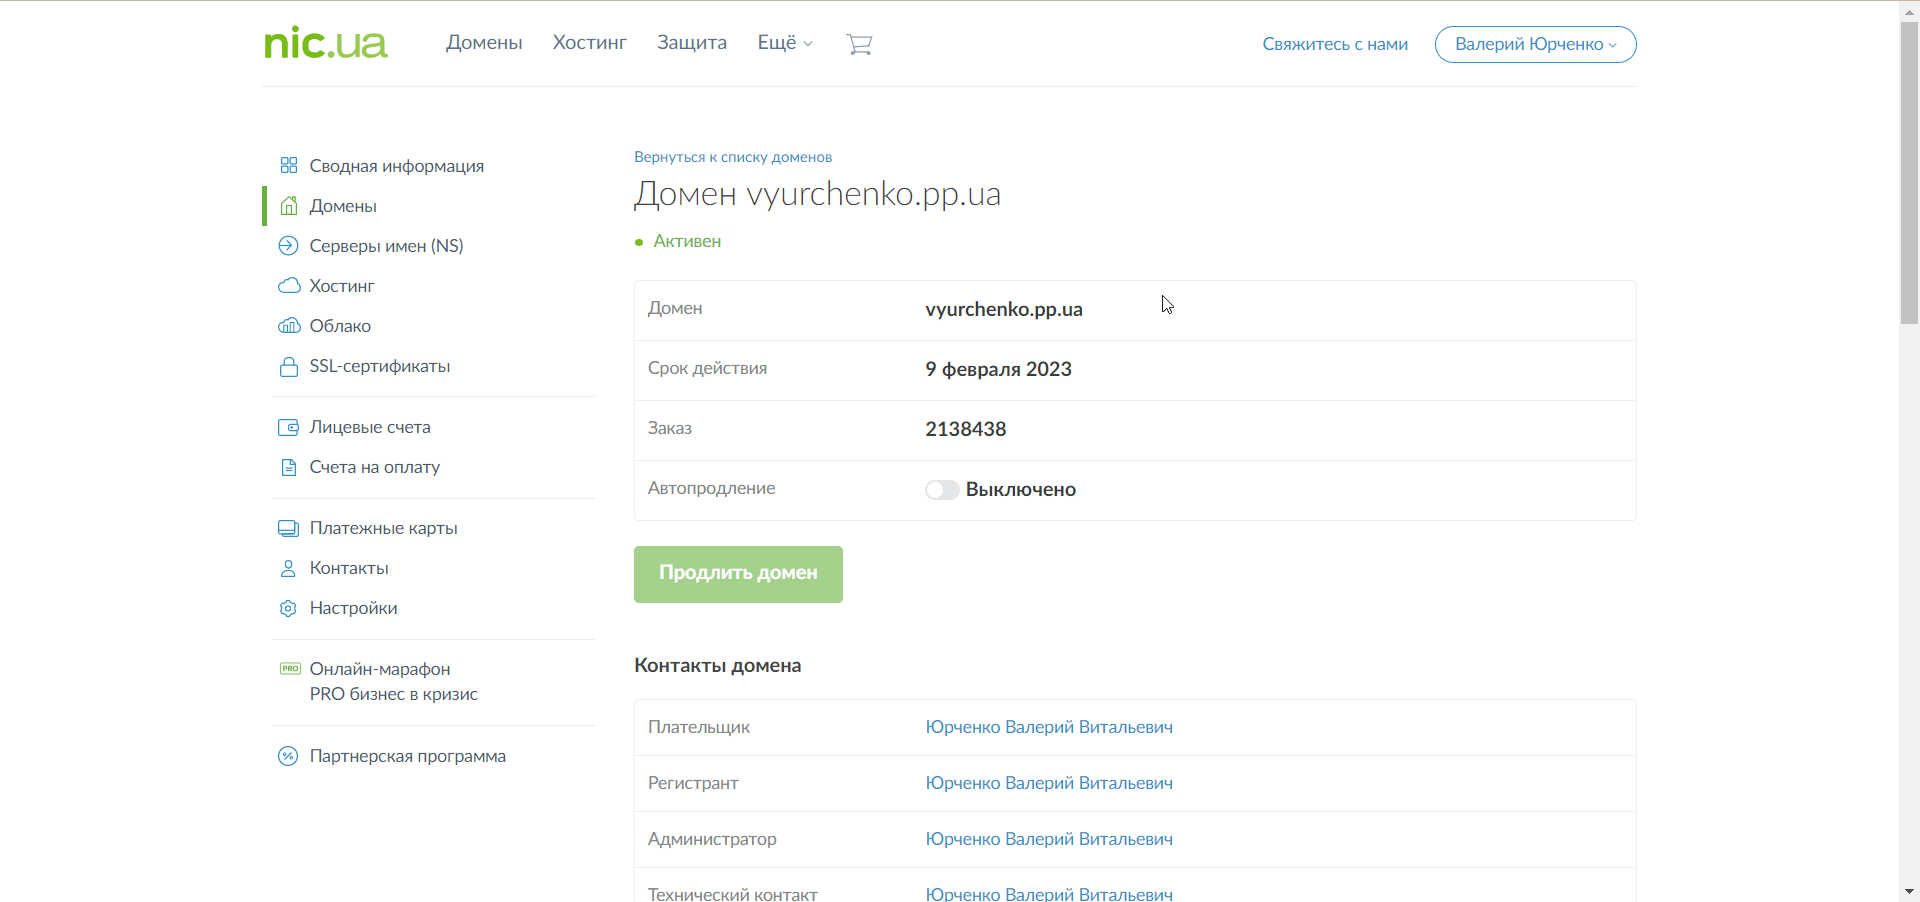 nic.ua
Домены
Хостинг
Защита
Ещё
Свяжитесь с нами
Валерий Юрченко
Сводная информация
Домены
Серверы имен (NS)
Хостинг
Облако
SSL-сертификаты
Лицевые счета
Счета на оплату
Платежные карты
Контакты
Настройки
PRO
Онлайн-марафон
PRO бизнес в кризис
Партнерская программа
Вернуться к списку доменов
Домен vyurchenko.pp.ua
Активен
Домен vyurchenko.pp.ua
Срок действия 9 февраля 2023
Заказ 2138438
Автопродление Выключено
Продлить домен
Контакты домена
Плательщик Юрченко Валерий Витальевич
Регистрант Юрченко Валерий Витальевич
Администратор Юрченко Валерий Витальевич
Технический контакт Юрченко Валерий Витальевич